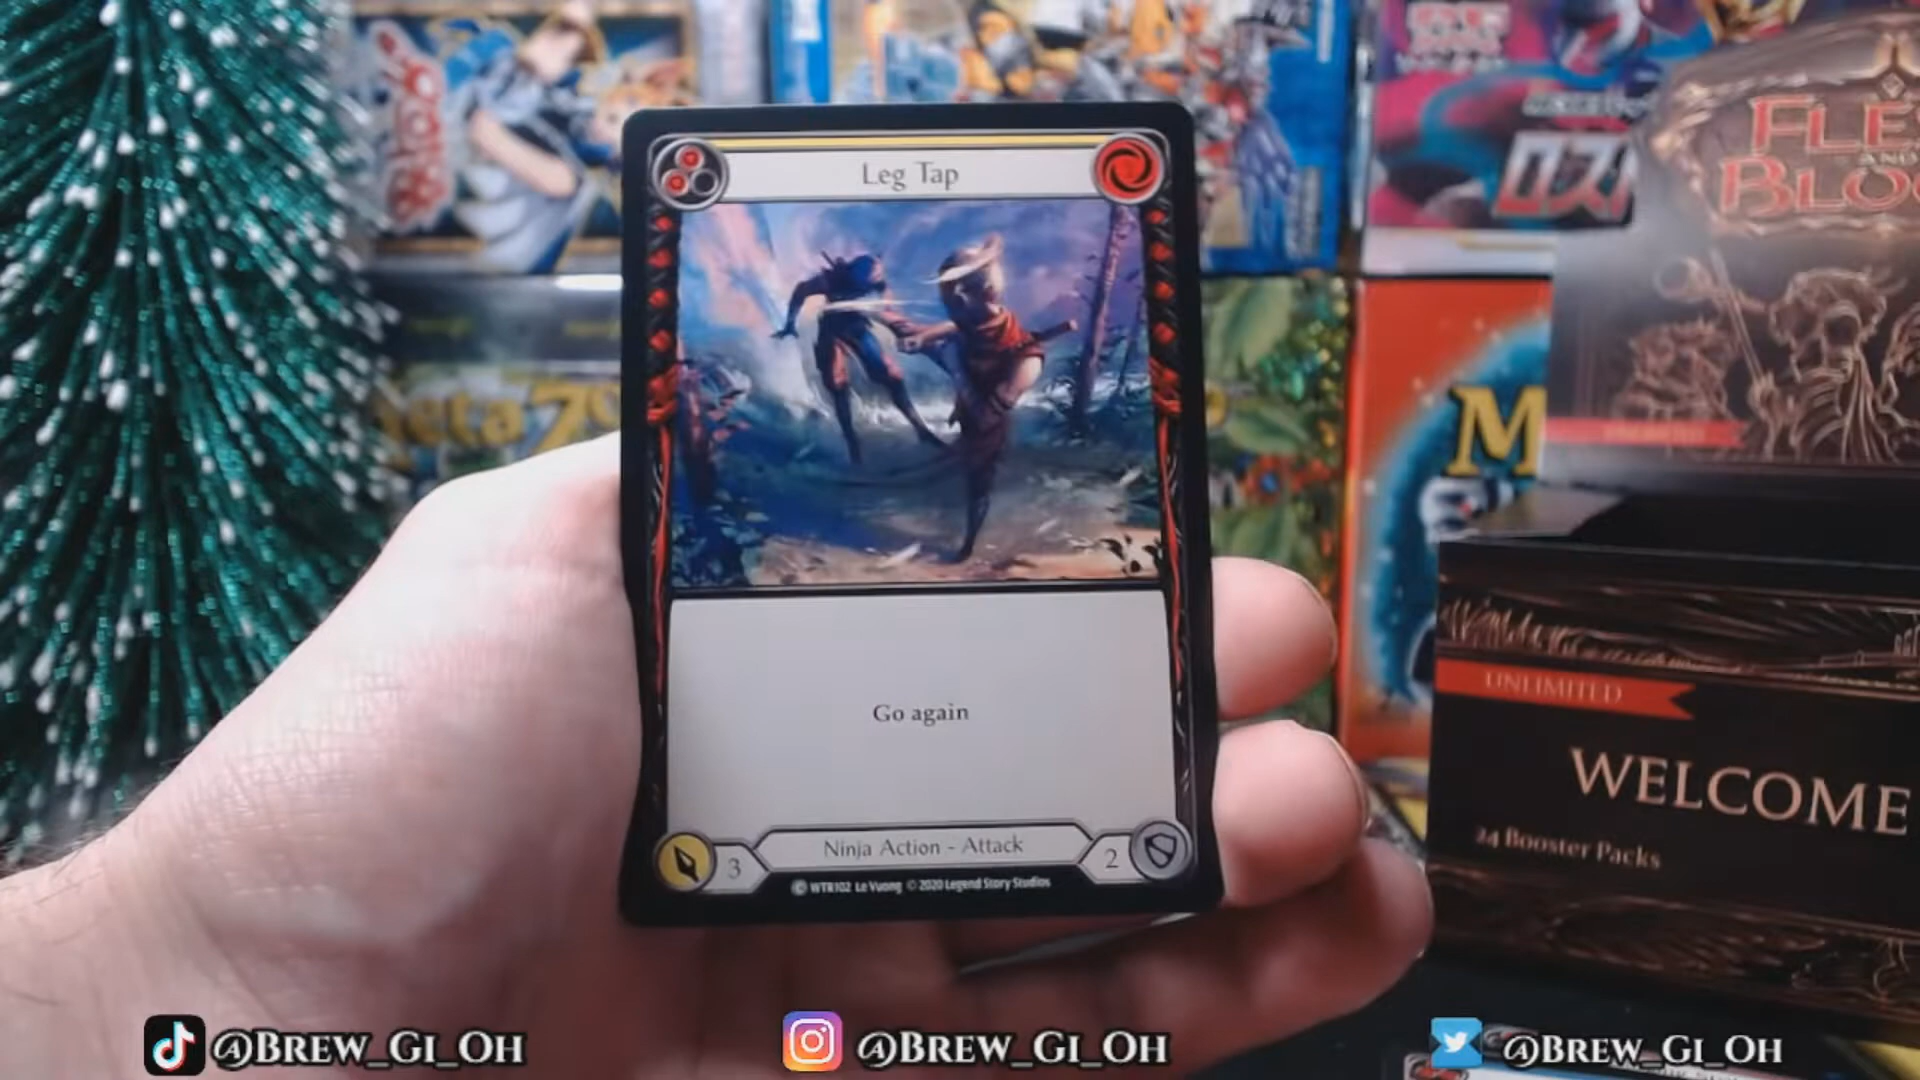 Leg Tap
Go again
3
Ninja Action - Attack
2
© WTR102 Le Vuong © 2020 Legend Story Studios
UNLIMITED
WELCOME
24 Booster Packs
@BREW_GI_OH
@BREW_GI_OH
@BREW_GI_OH